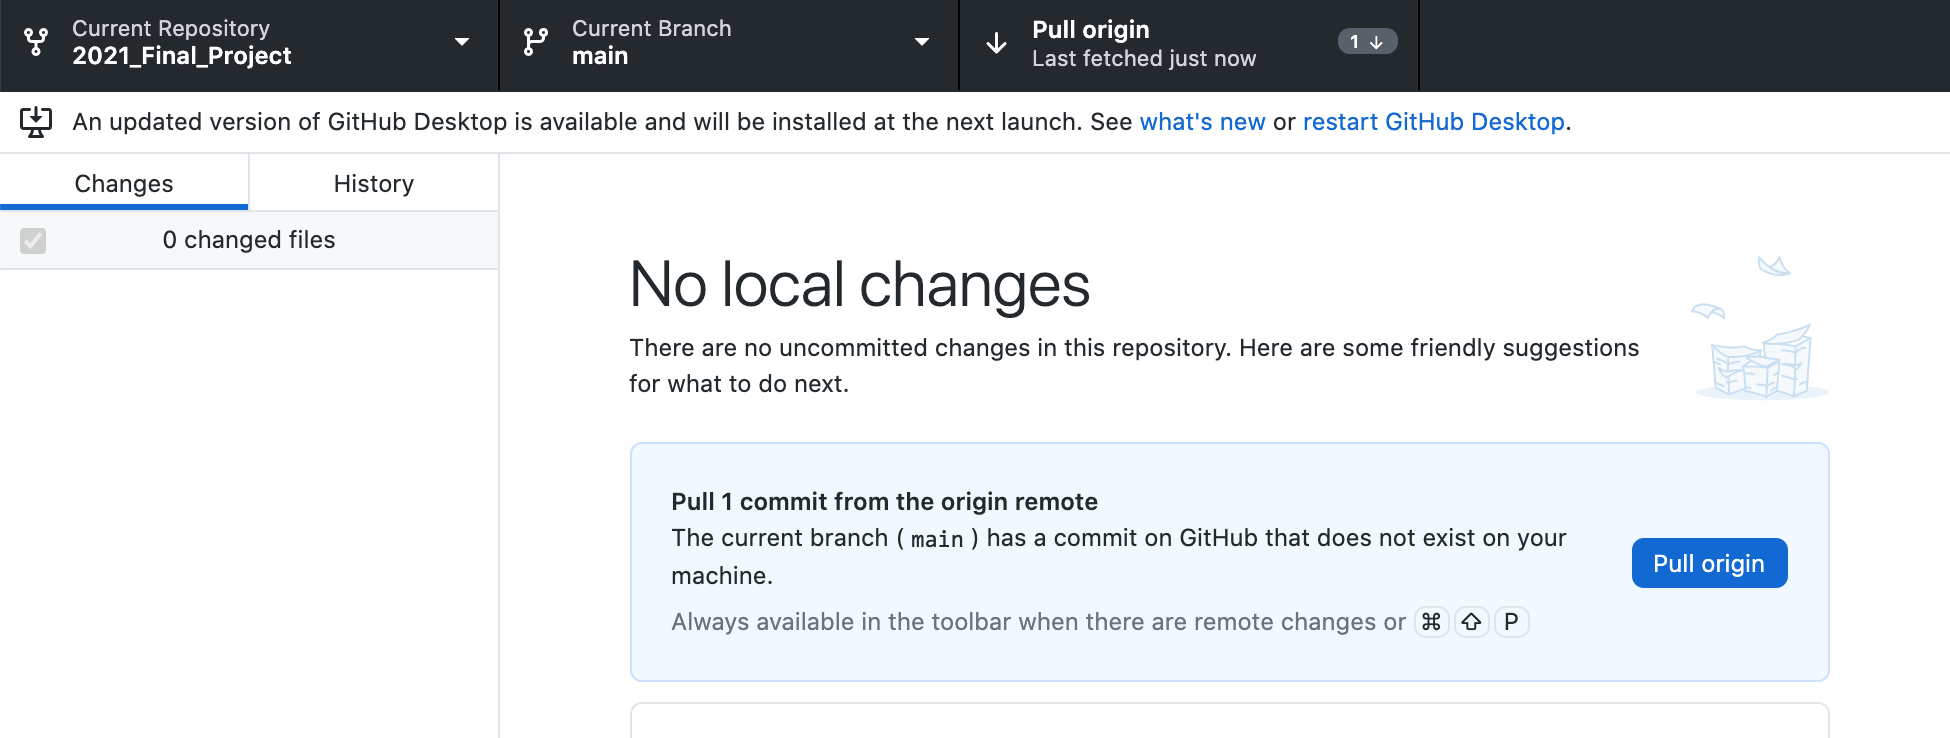 Current Repository
2021_Final_Project
Current Branch
main
Pull origin
Last fetched just now
1
An updated version of GitHub Desktop is available and will be installed at the next launch. See what's new or restart GitHub Desktop.
Changes
History
0 changed files
No local changes
There are no uncommitted changes in this repository. Here are some friendly suggestions
for what to do next.
Pull 1 commit from the origin remote
The current branch ( main ) has a commit on GitHub that does not exist on your
machine.
Pull origin
Always available in the toolbar when there are remote changes or ⌘ ⇧ P